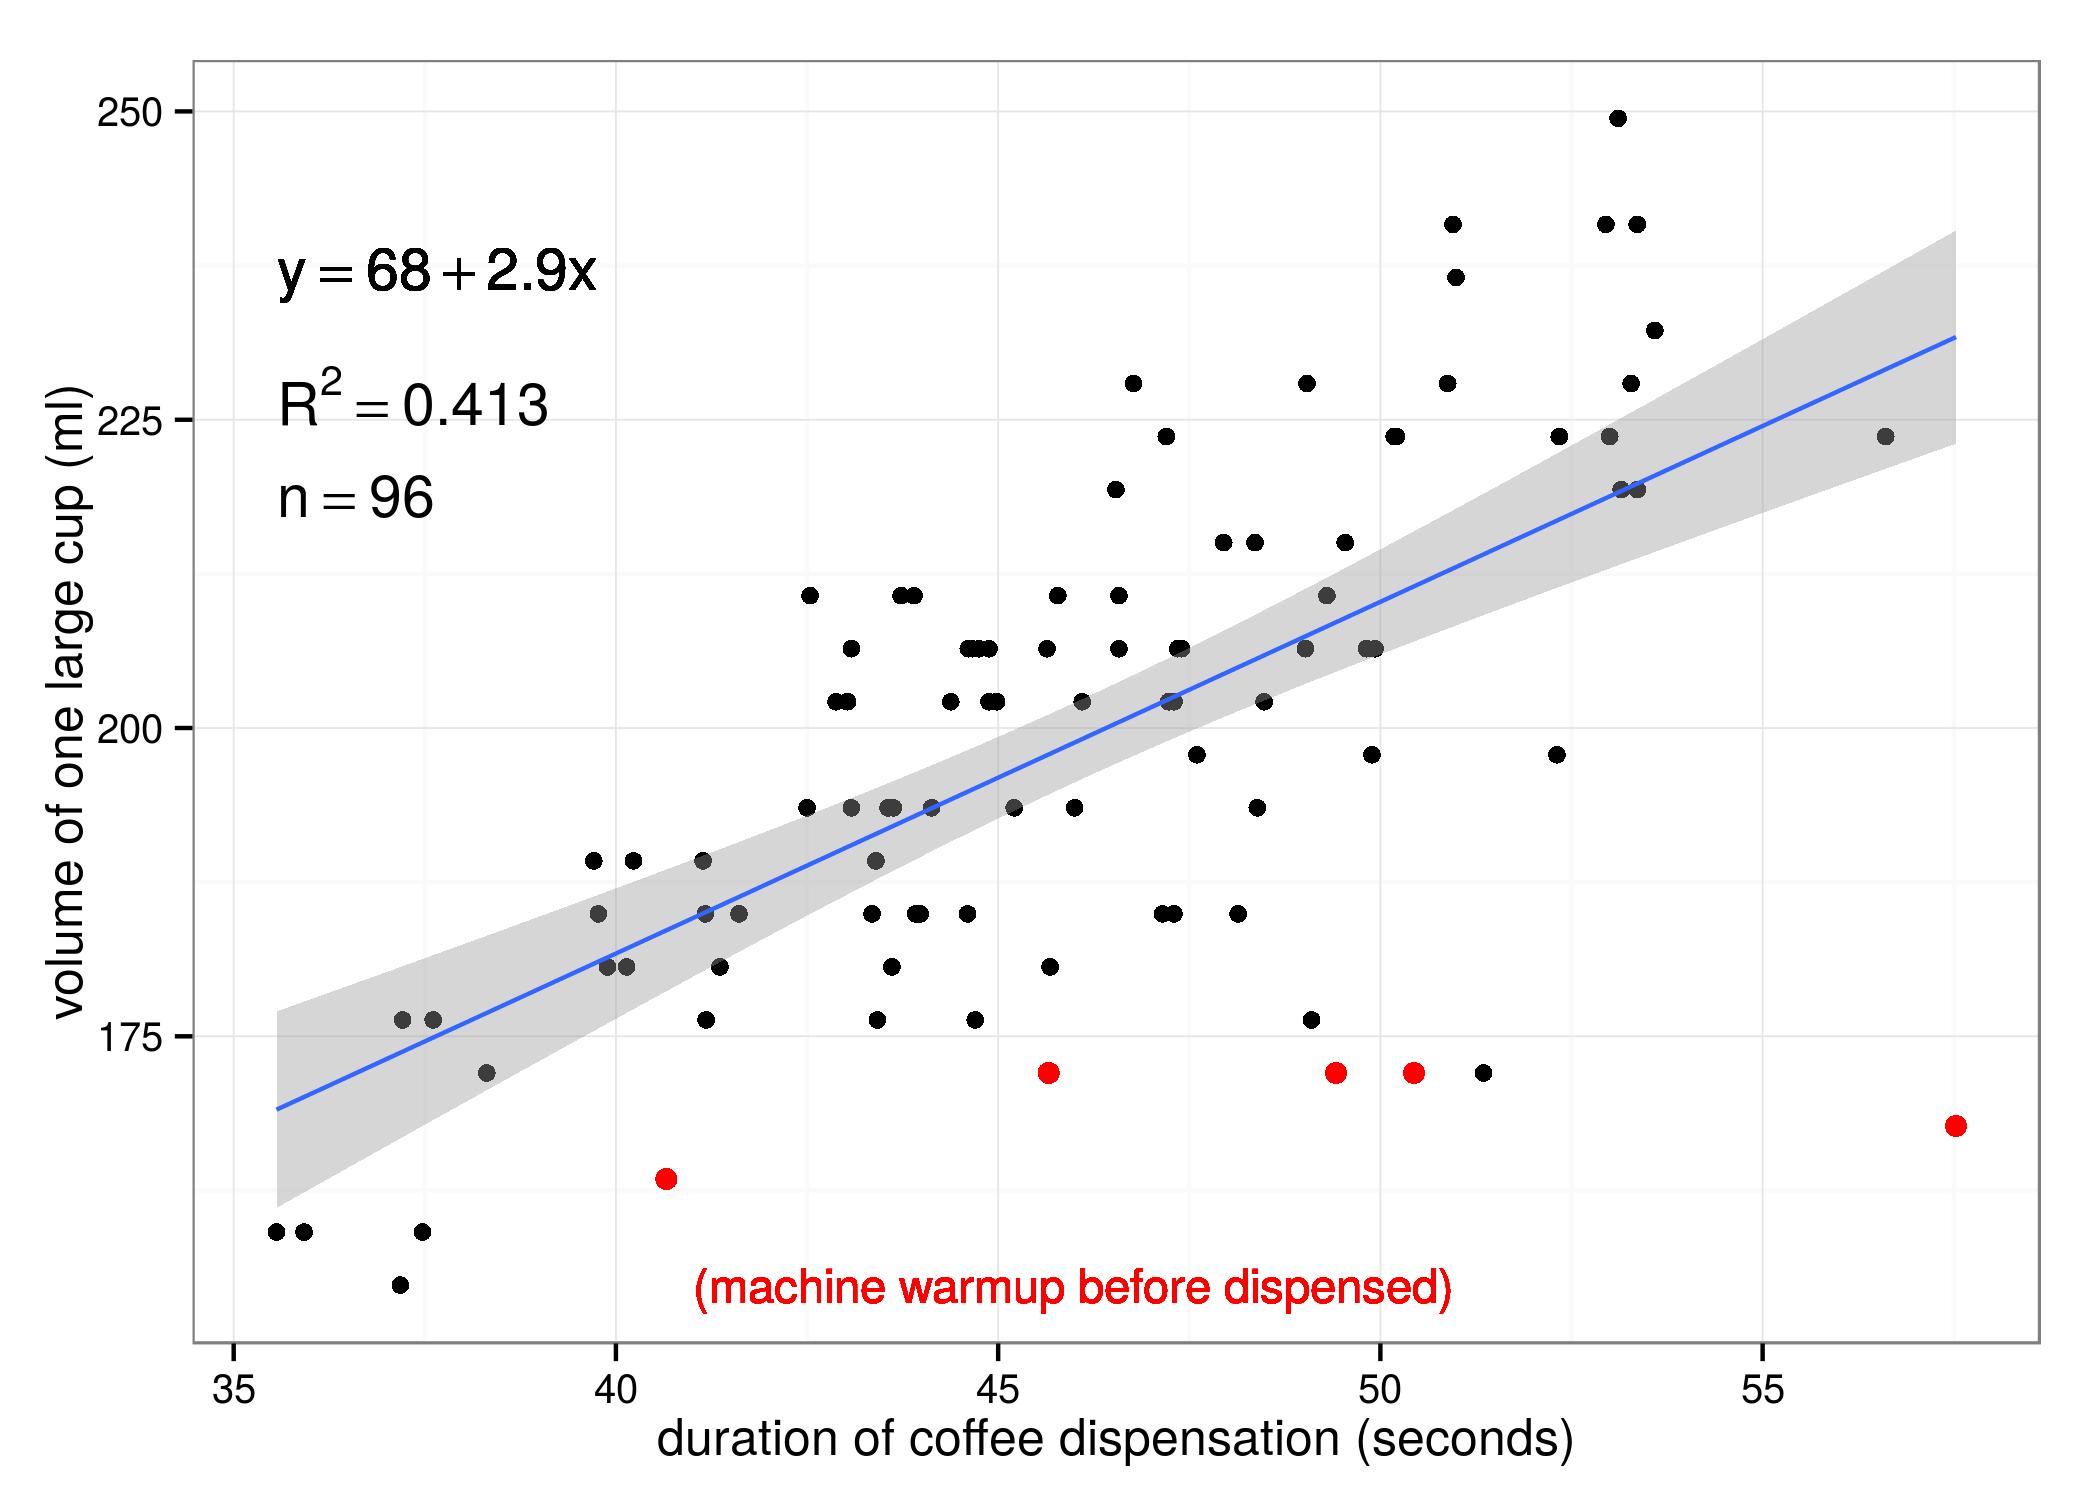 250
225
200
175
volume of one large cup (ml)
y = 68 + 2.9x
R² = 0.413
n = 96
(machine warmup before dispensed)
35 40 45 50 55
duration of coffee dispensation (seconds)